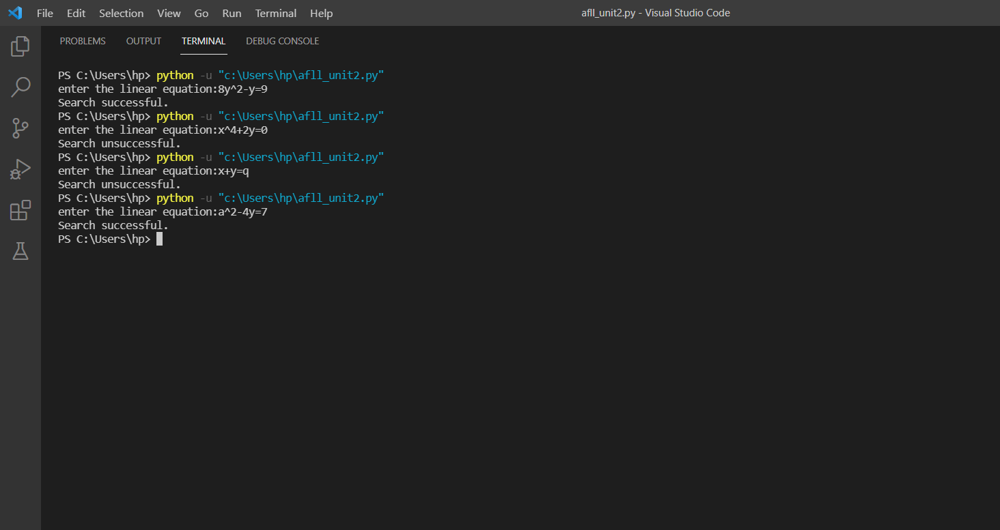 File Edit Selection View Go Run Terminal Help afll_unit2.py - Visual Studio Code
PROBLEMS OUTPUT TERMINAL DEBUG CONSOLE
PS C:\Users\hp> python -u "c:\Users\hp\afll_unit2.py"
enter the linear equation:8y^2-y=9
Search successful.
PS C:\Users\hp> python -u "c:\Users\hp\afll_unit2.py"
enter the linear equation:x^4+2y=0
Search unsuccessful.
PS C:\Users\hp> python -u "c:\Users\hp\afll_unit2.py"
enter the linear equation:x+y=q
Search unsuccessful.
PS C:\Users\hp> python -u "c:\Users\hp\afll_unit2.py"
enter the linear equation:a^2-4y=7
Search successful.
PS C:\Users\hp>